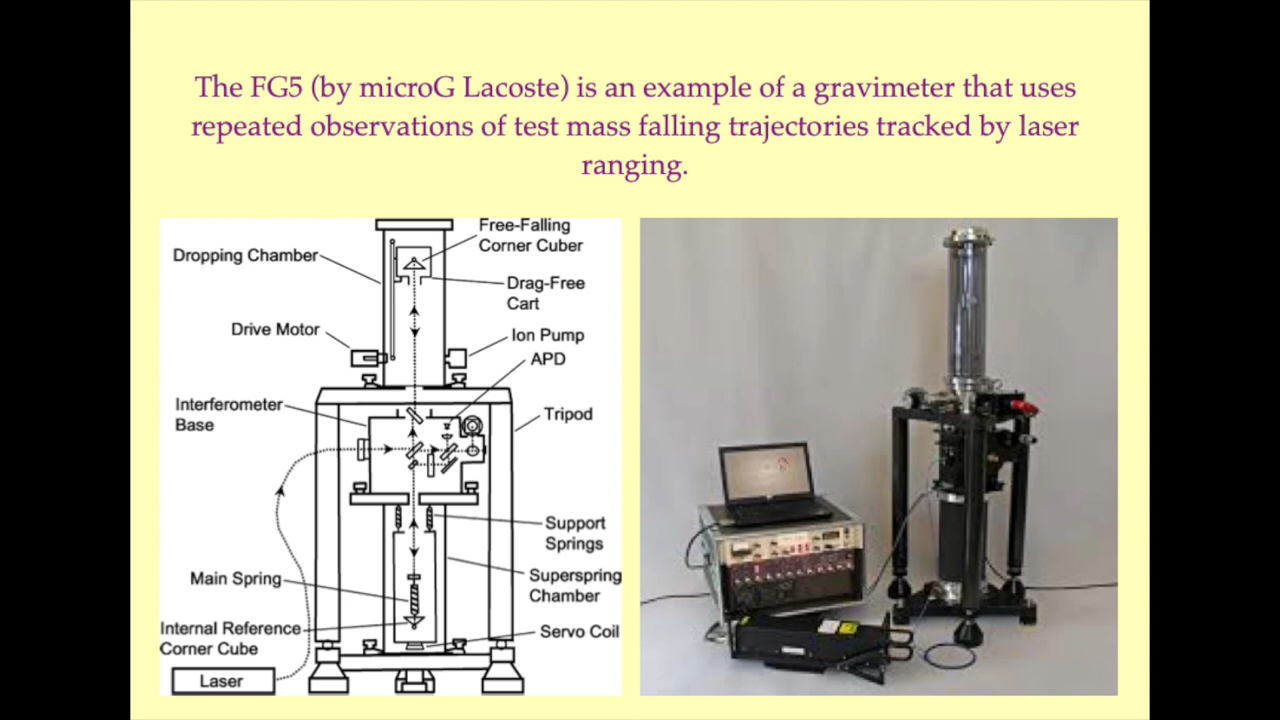 The FG5 (by microG Lacoste) is an example of a gravimeter that uses
repeated observations of test mass falling trajectories tracked by laser
ranging.
Free-Falling
Corner Cuber
Dropping Chamber
Drag-Free
Cart
Drive Motor
Ion Pump
APD
Interferometer
Base
Tripod
Support
Springs
Main Spring
Superspring
Chamber
Internal Reference
Corner Cube
Servo Coil
Laser